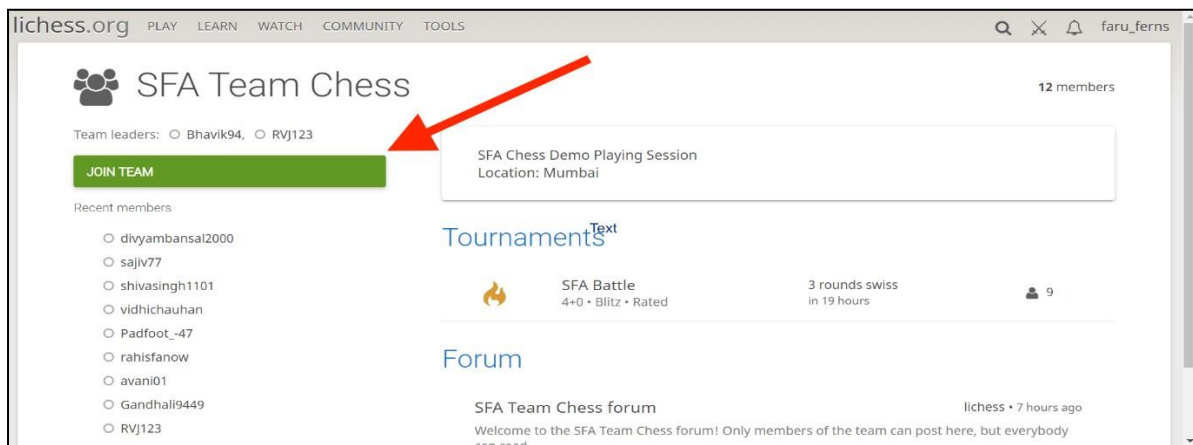 lichess.org PLAY LEARN WATCH COMMUNITY TOOLS faru_ferns
SFA Team Chess
12 members
Team leaders: Bhavik94, RVJ123
JOIN TEAM
SFA Chess Demo Playing Session
Location: Mumbai
Recent members
divyambansal2000
sajiv77
shivasingh1101
vidhichauhan
Padfoot_-47
rahisfanow
avani01
Gandhali9449
RVJ123
Tournaments
Text
SFA Battle
4+0 • Blitz • Rated
3 rounds swiss
in 19 hours
9
Forum
SFA Team Chess forum
lichess • 7 hours ago
Welcome to the SFA Team Chess forum! Only members of the team can post here, but everybody